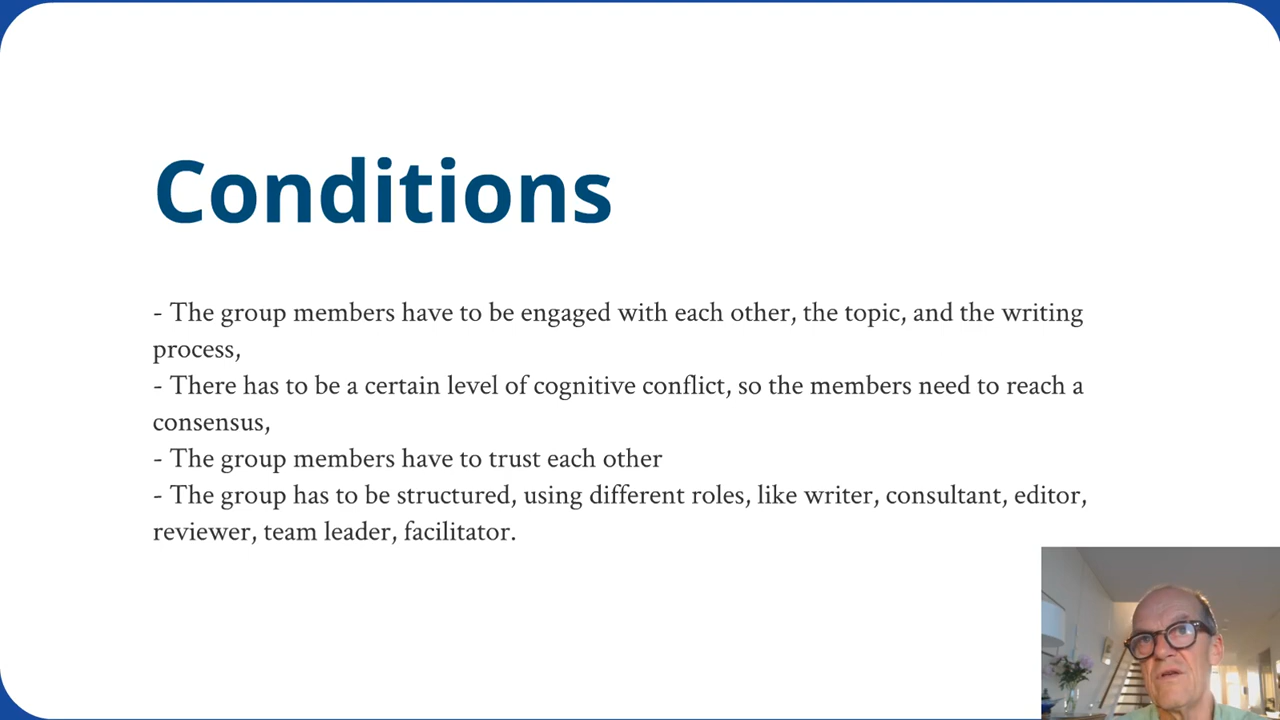 Conditions
- The group members have to be engaged with each other, the topic, and the writing
process,
- There has to be a certain level of cognitive conflict, so the members need to reach a
consensus,
- The group members have to trust each other
- The group has to be structured, using different roles, like writer, consultant, editor,
reviewer, team leader, facilitator.